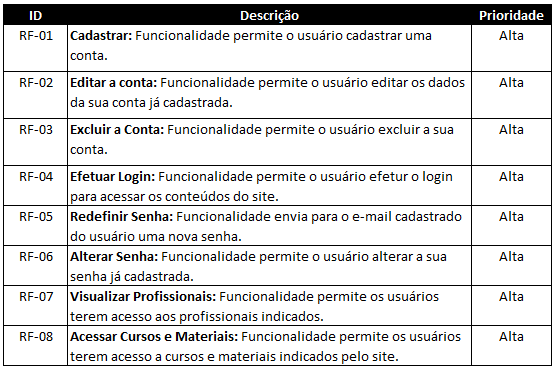 ID Descrição Prioridade
RF-01 Cadastrar: Funcionalidade permite o usuário cadastrar uma Alta
conta.
RF-02 Editar a conta: Funcionalidade permite o usuário editar os dados Alta
da sua conta já cadastrada.
RF-03 Excluir a Conta: Funcionalidade permite o usuário excluir a sua Alta
conta.
RF-04 Efetuar Login: Funcionalidade permite o usuário efetur o login Alta
para acessar os conteúdos do site.
RF-05 Redefinir Senha: Funcionalidade envia para o e-mail cadastrado Alta
do usuário uma nova senha.
RF-06 Alterar Senha: Funcionalidade permite o usuário alterar a sua Alta
senha já cadastrada.
RF-07 Visualizar Profissionais: Funcionalidade permite os usuários Alta
terem acesso aos profissionais indicados.
RF-08 Acessar Cursos e Materiais: Funcionalidade permite os usuários Alta
terem acesso a cursos e materiais indicados pelo site.